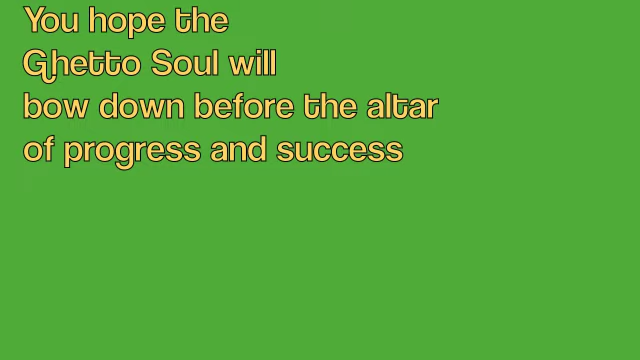 You hope the
Ghetto Soul will
bow down before the altar
of progress and success